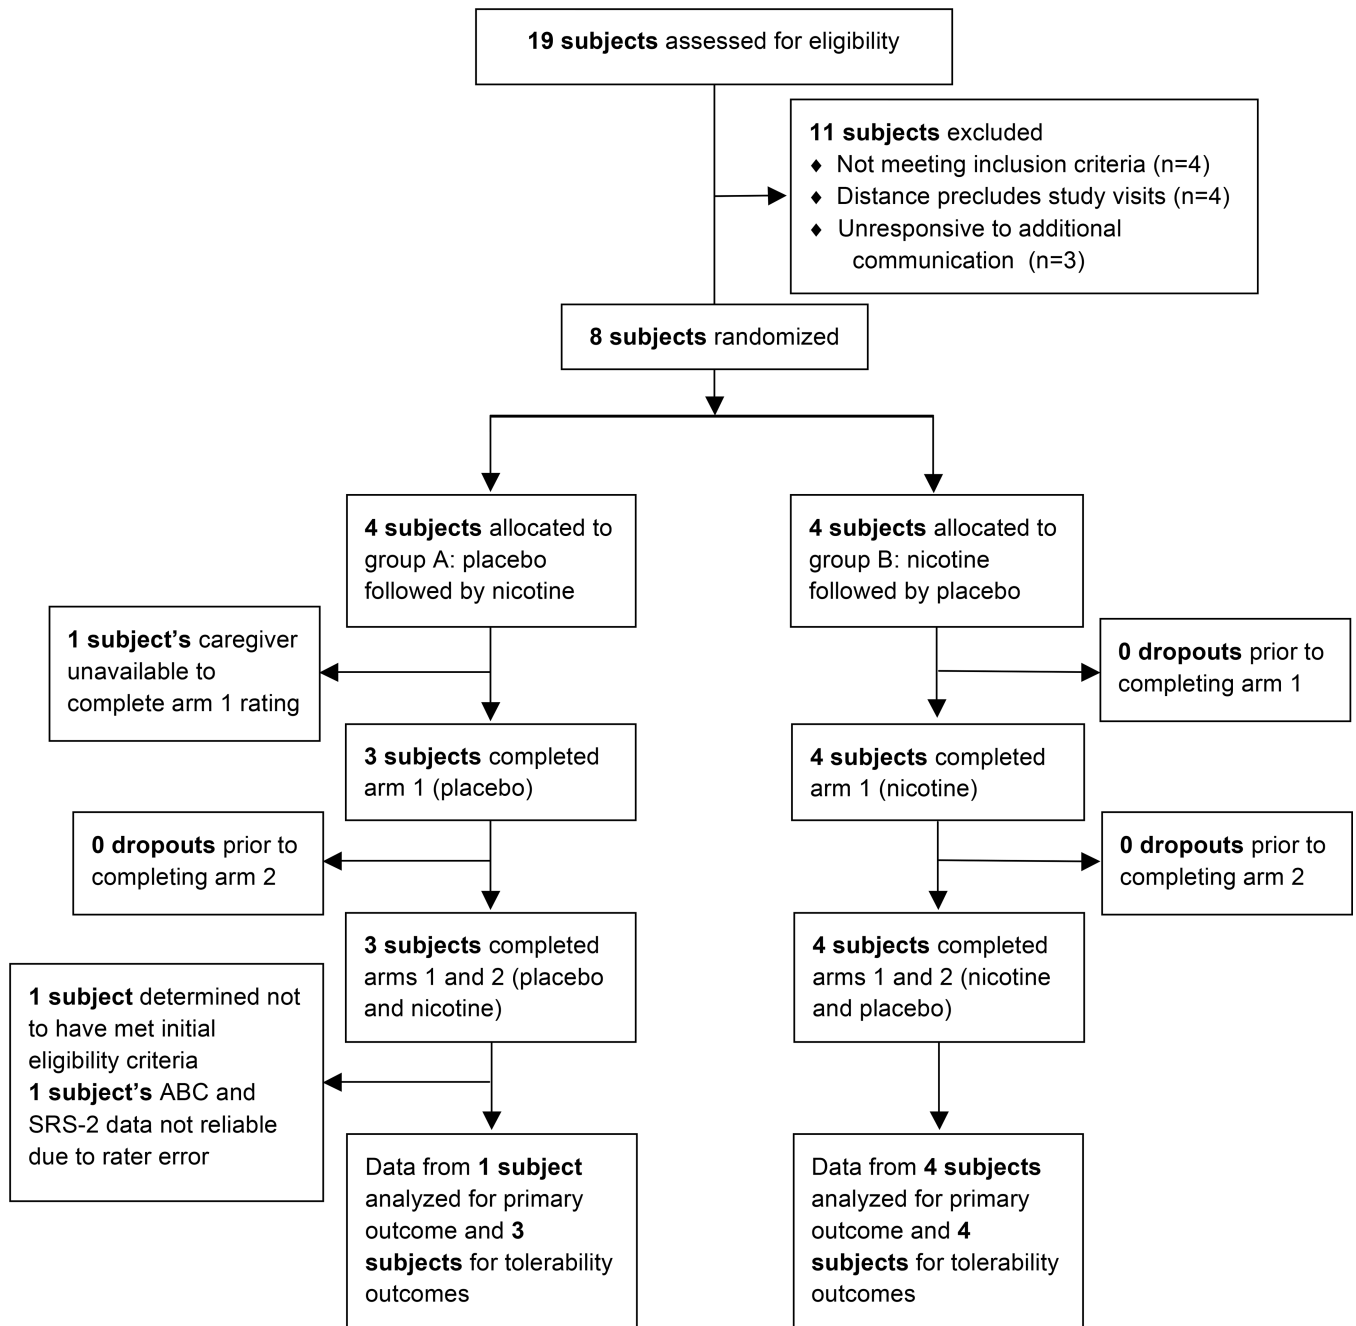 19 subjects assessed for eligibility
11 subjects excluded
♦ Not meeting inclusion criteria (n=4)
♦ Distance precludes study visits (n=4)
♦ Unresponsive to additional
communication (n=3)
8 subjects randomized
4 subjects allocated to
group A: placebo
followed by nicotine
4 subjects allocated to
group B: nicotine
followed by placebo
1 subject’s caregiver
unavailable to
complete arm 1 rating
0 dropouts prior to
completing arm 1
3 subjects completed
arm 1 (placebo)
4 subjects completed
arm 1 (nicotine)
0 dropouts prior to
completing arm 2
0 dropouts prior to
completing arm 2
3 subjects completed
arms 1 and 2 (placebo
and nicotine)
4 subjects completed
arms 1 and 2 (nicotine
and placebo)
1 subject determined not
to have met initial
eligibility criteria
1 subject’s ABC and
SRS-2 data not reliable
due to rater error
Data from 1 subject
analyzed for primary
outcome and 3
subjects for tolerability
outcomes
Data from 4 subjects
analyzed for primary
outcome and 4
subjects for tolerability
outcomes